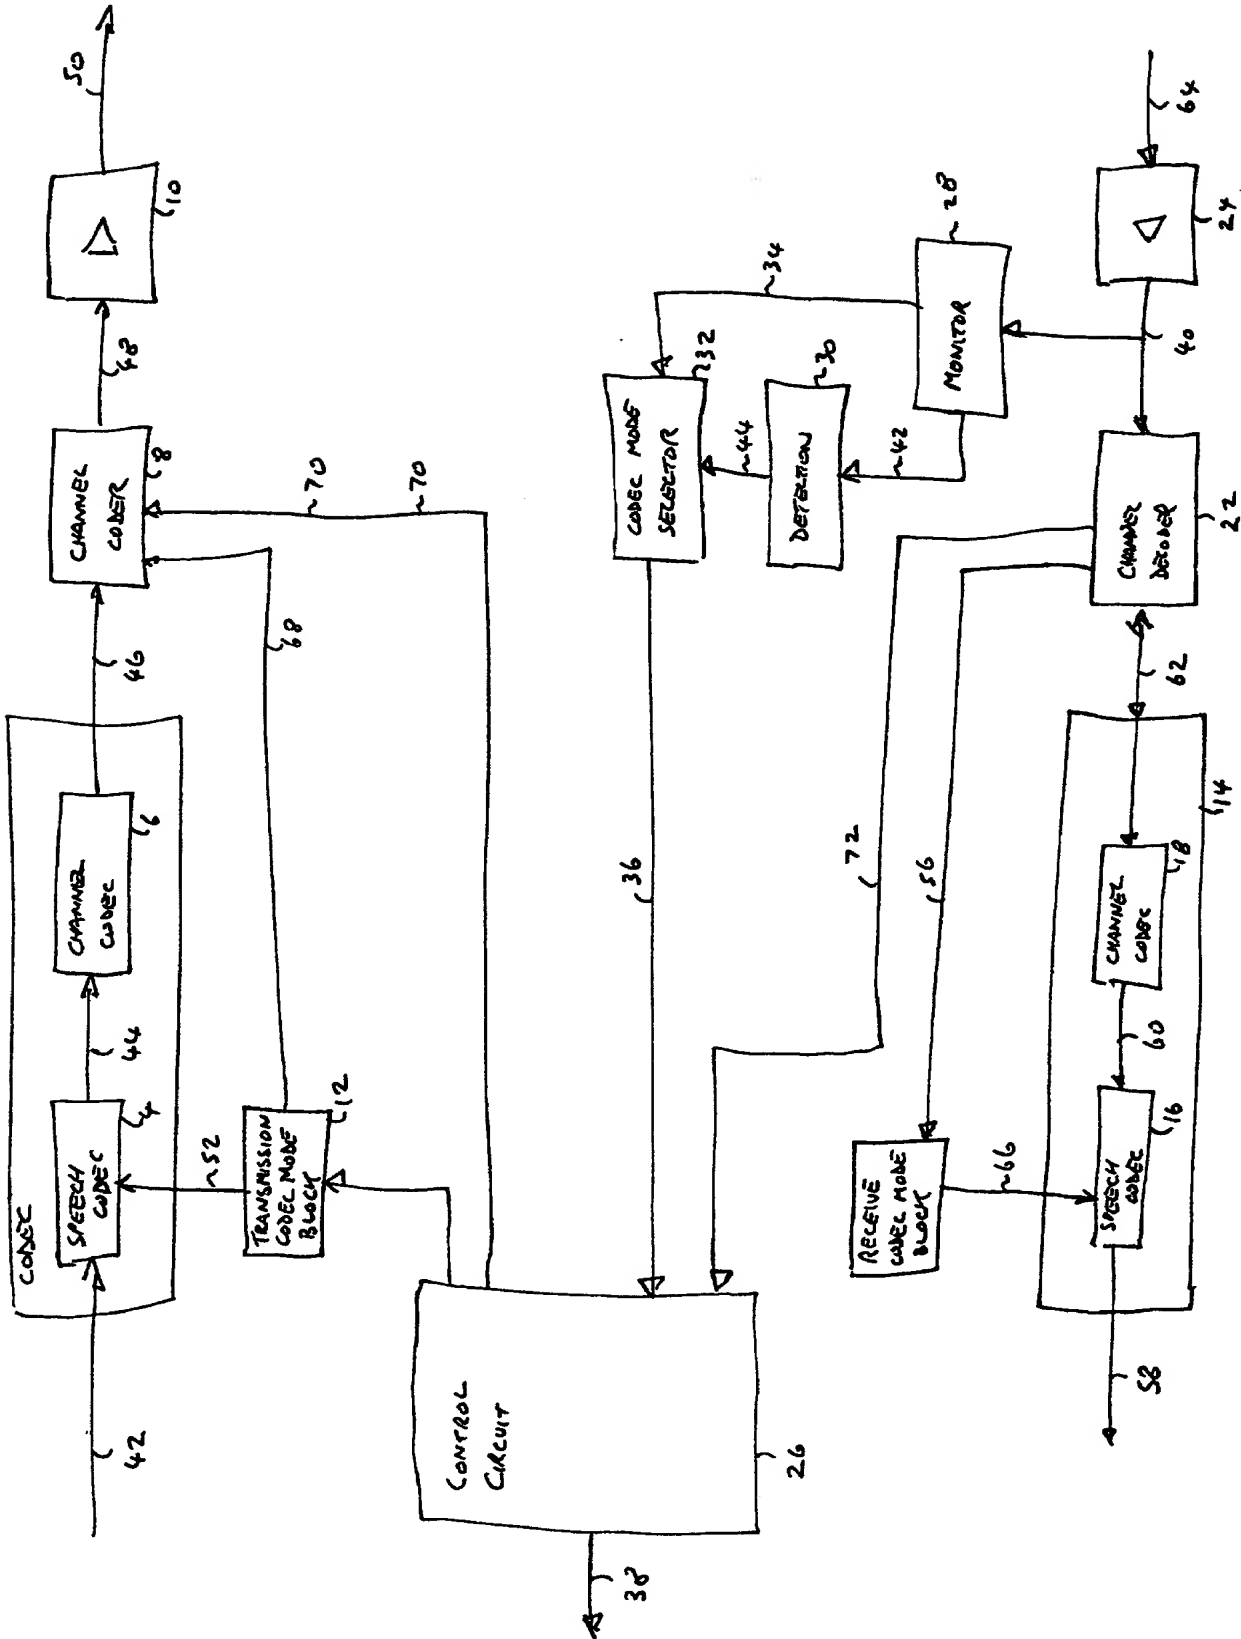 CODEC
42
SPEECH
CODEC
4
44
CHANNEL
CODEC
6
46
CHANNEL
CODER
8
48
10
50
52
TRANSMISSION
CODEC MODE
BLOCK
12
68
70
70
CONTROL
CIRCUIT
26
38
36
CODEC MODE
SELECTOR
232
34
44
DETECTION
30
42
MONITOR
28
72
56
RECEIVE
CODEC MODE
BLOCK
66
SPEECH
CODEC
16
58
60
CHANNEL
CODEC
18
14
62
CHANNEL
DECODER
22
40
24
64